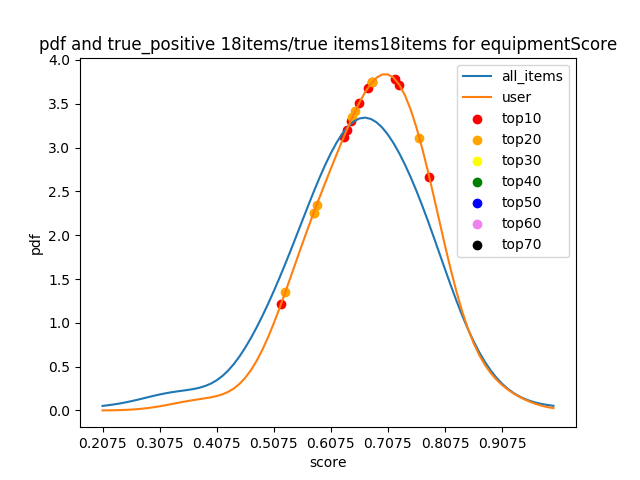 pdf and true_positive 18items/true items18items for equipmentScore
4.0
3.5
3.0
2.5
2.0
1.5
1.0
0.5
0.0
pdf
all_items
user
top10
top20
top30
top40
top50
top60
top70
0.2075 0.3075 0.4075 0.5075 0.6075 0.7075 0.8075 0.9075
score